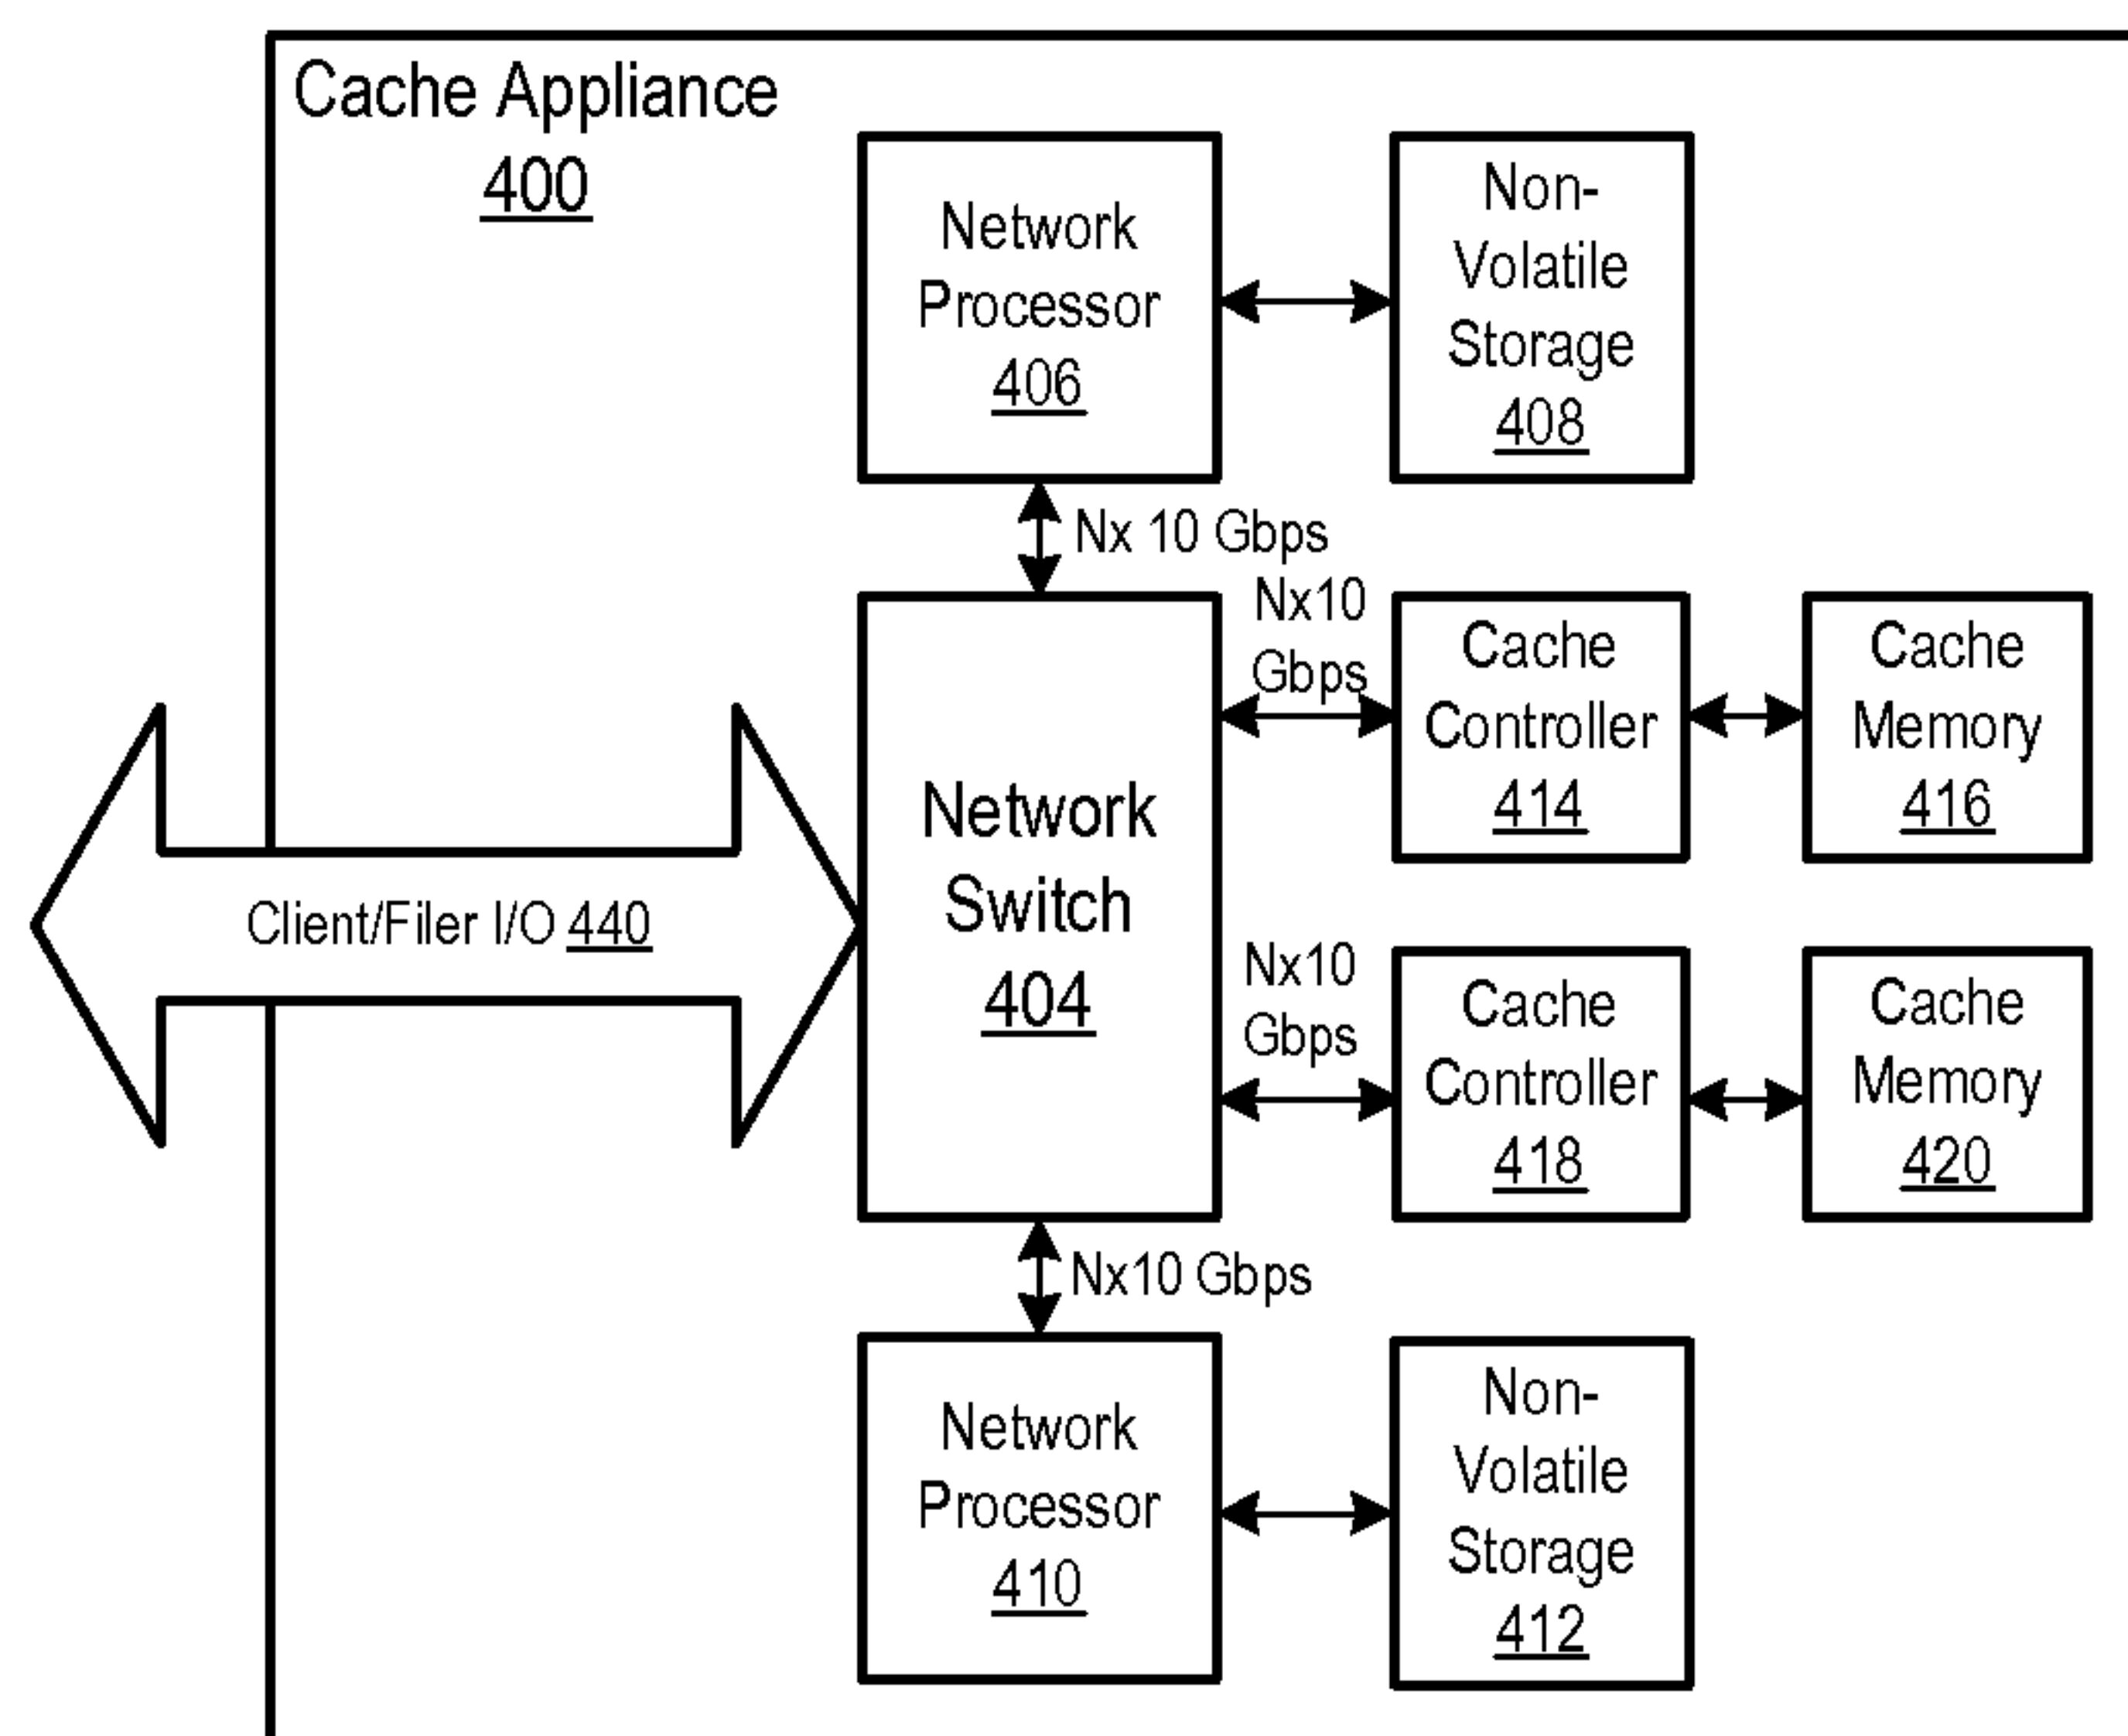 Cache Appliance
400
Network
Processor
406
Non-
Volatile
Storage
408
Nx 10 Gbps
Nx10
Gbps
Cache
Controller
414
Cache
Memory
416
Network
Switch
404
Client/Filer I/O 440
Nx10
Gbps
Cache
Controller
418
Cache
Memory
420
Nx10 Gbps
Network
Processor
410
Non-
Volatile
Storage
412